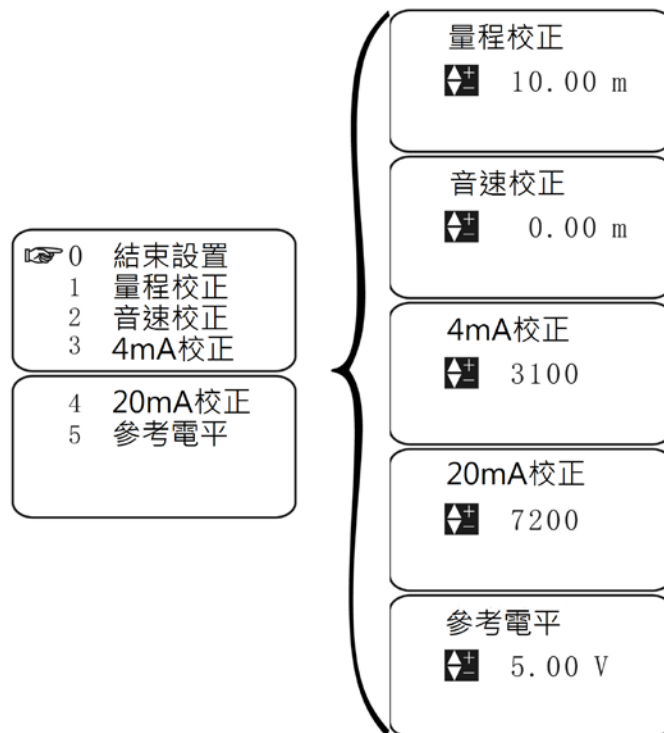 0 結束設置
1 量程校正
2 音速校正
3 4mA校正
4 20mA校正
5 參考電平
量程校正
10.00 m
音速校正
0.00 m
4mA校正
3100
20mA校正
7200
參考電平
5.00 V